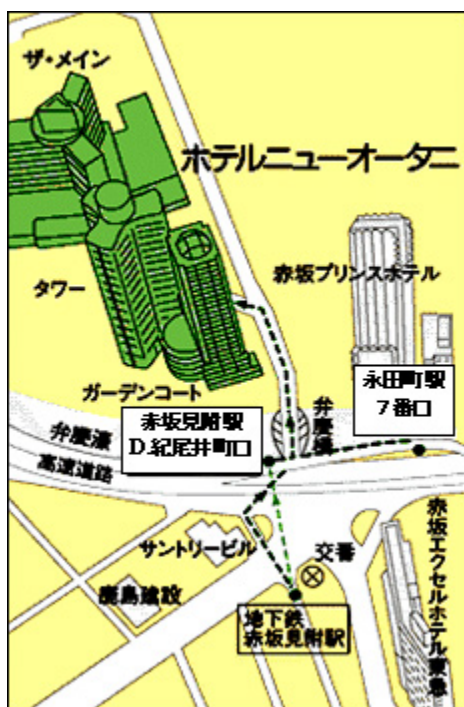 ザ・メイン
ホテルニューオータニ
赤坂プリンスホテル
タワー
ガーデンコート
永田町駅
7番口
弁慶橋
赤坂見附駅
D.紀尾井町口
弁慶濠
高速道路
サントリービル
交番
鹿島建設
地下鉄
赤坂見附駅
赤坂エクセルホテル東急